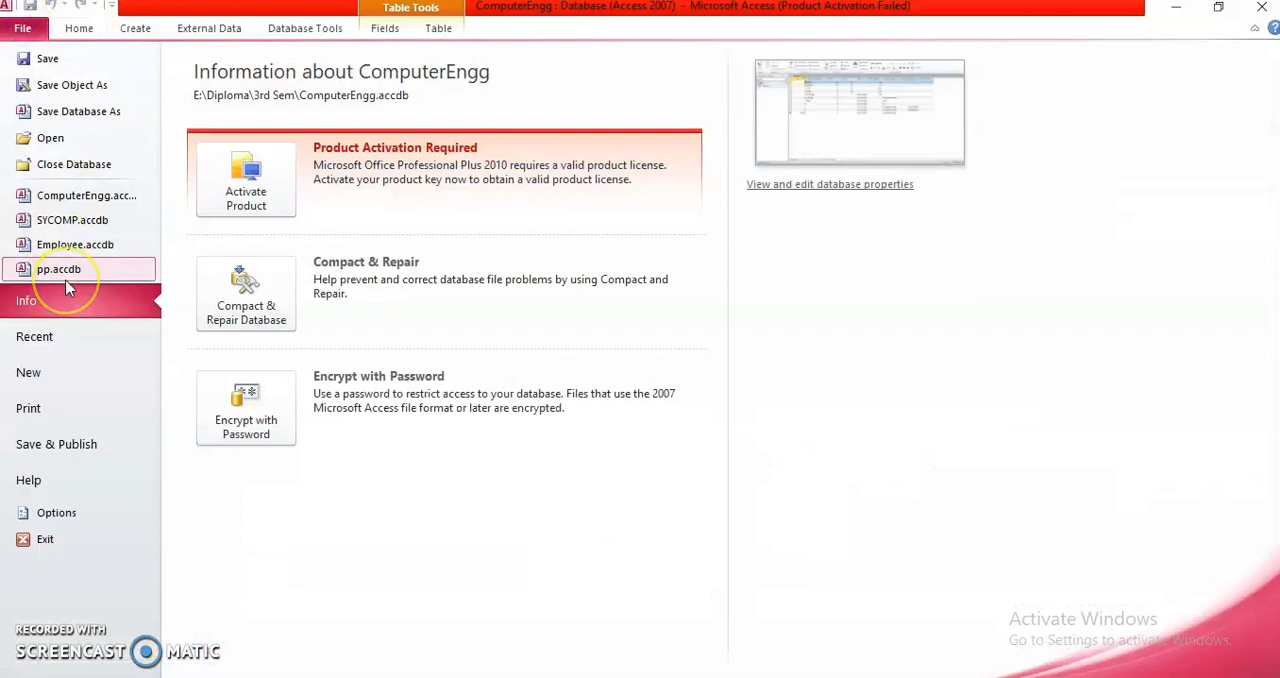 Table Tools
ComputerEngg : Database (Access 2007) - Microsoft Access (Product Activation Failed)
File Home Create External Data Database Tools Fields Table
Save
Save Object As
Save Database As
Open
Close Database
ComputerEngg.acc...
SYCOMP.accdb
Employee.accdb
pp.accdb
Info
Recent
New
Print
Save & Publish
Help
Options
Exit
Information about ComputerEngg
E:\Diploma\3rd Sem\ComputerEngg.accdb
Activate
Product
Product Activation Required
Microsoft Office Professional Plus 2010 requires a valid product license.
Activate your product key now to obtain a valid product license.
Compact &
Repair Database
Compact & Repair
Help prevent and correct database file problems by using Compact and
Repair.
Encrypt with
Password
Encrypt with Password
Use a password to restrict access to your database. Files that use the 2007
Microsoft Access file format or later are encrypted.
View and edit database properties
Activate Windows
Go to Settings to activate Windows.
RECORDED WITH
SCREENCAST MATIC